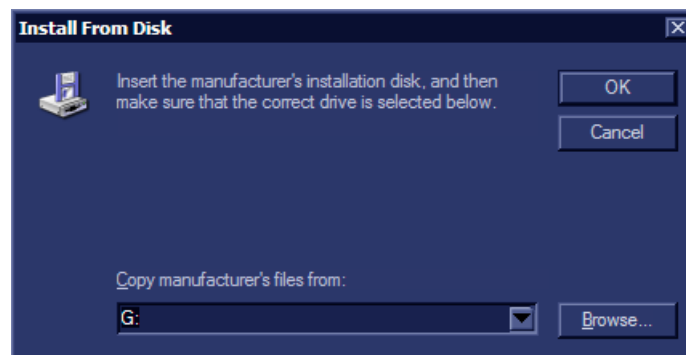 Install From Disk
Insert the manufacturer's installation disk, and then
make sure that the correct drive is selected below.
OK
Cancel
Copy manufacturer's files from:
G:
Browse...